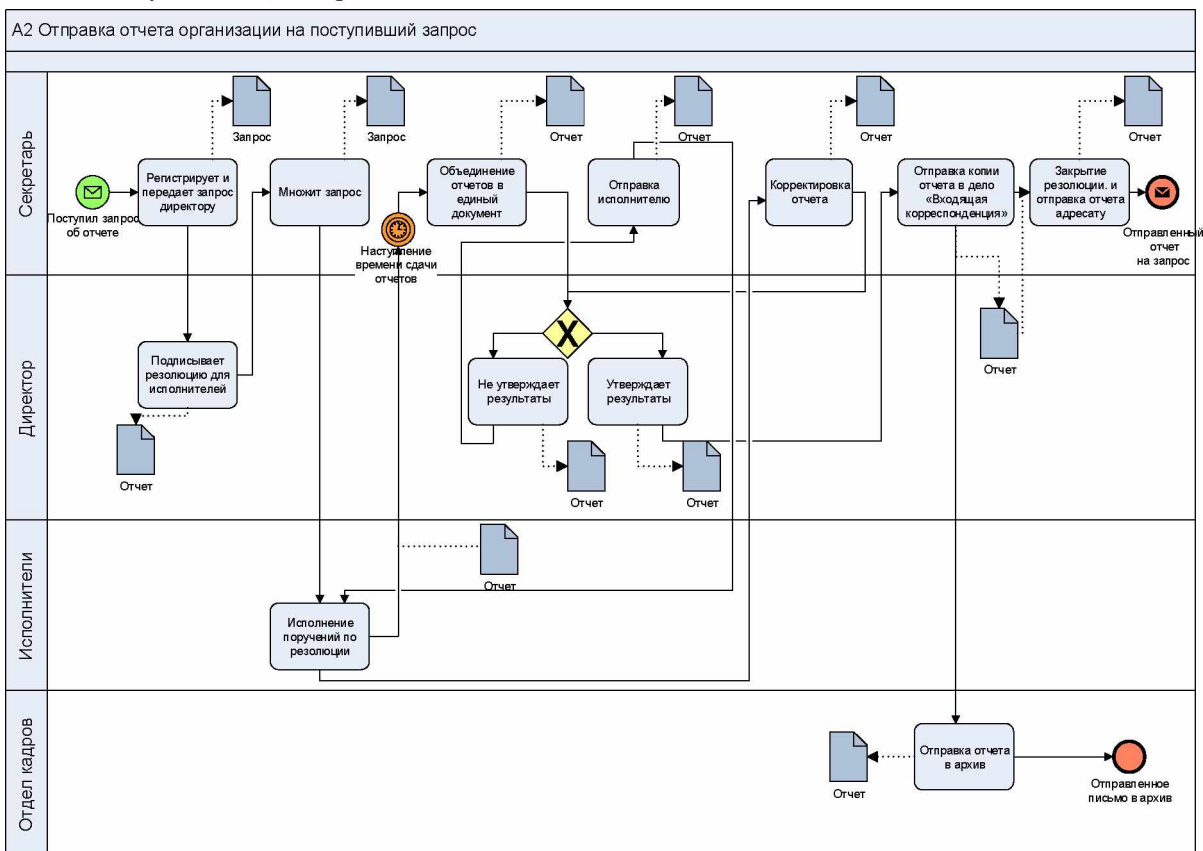 А2 Отправка отчета организации на поступивший запрос
Секретарь
Запрос
Запрос
Отчет
Отчет
Отчет
Отчет
Поступил запрос
об отчете
Регистрирует и
передает запрос
директору
Множит запрос
Наступление
времени сдачи
отчетов
Объединение
отчетов в
единый
документ
Отправка
исполнителю
Корректировка
отчета
Отправка копии
отчета в дело
«Входящая
корреспонденция»
Закрытие
резолюции. и
отправка отчета
адресату
Отправленный
отчет
на запрос
Директор
Подписывает
резолюцию для
исполнителей
Отчет
Не утверждает
результаты
Утверждает
результаты
Отчет
Отчет
Отчет
Исполнители
Отчет
Исполнение
поручений по
резолюции
Отдел кадров
Отчет
Отправка отчета
в архив
Отправленное
письмо в архив